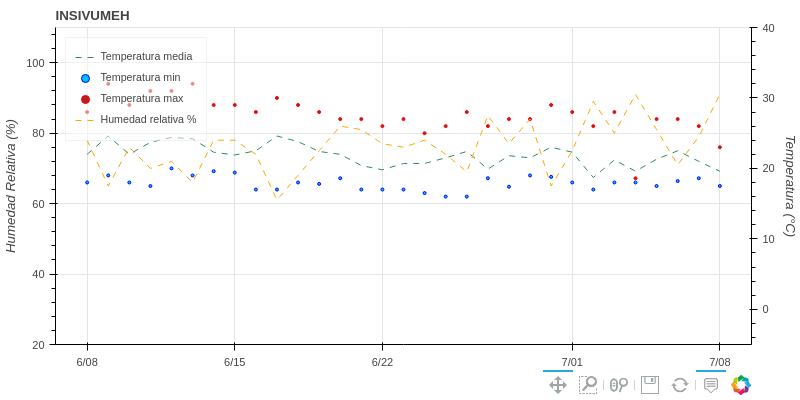 INSIVUMEH
Temperatura media
Temperatura min
Temperatura max
Humedad relativa %
Humedad Relativa (%)
100
80
60
40
20
Temperatura (°C)
40
30
20
10
0
6/08
6/15
6/22
7/01
7/08